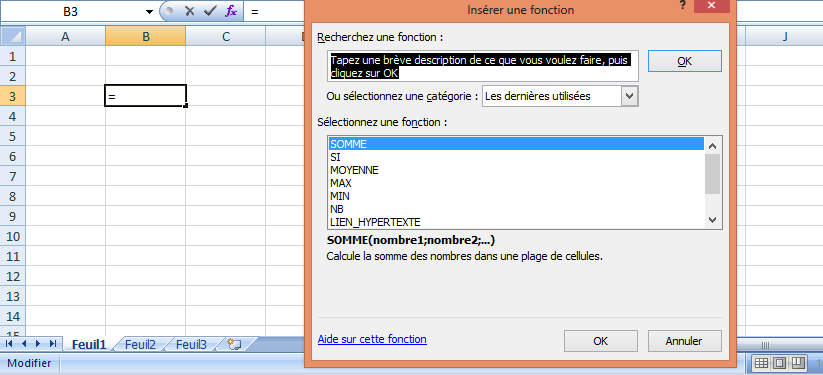 B3
fx
=
A B C D J
1
2
3
=
4
5
6
7
8
9
10
11
12
13
14
15
Feuil1 Feuil2 Feuil3
Modifier
Insérer une fonction
?
Recherchez une fonction :
Tapez une brève description de ce que vous voulez faire, puis
cliquez sur OK
OK
Ou sélectionnez une catégorie : Les dernières utilisées
Sélectionnez une fonction :
SOMME
SI
MOYENNE
MAX
MIN
NB
LIEN_HYPERTEXTE
SOMME(nombre1;nombre2;...)
Calcule la somme des nombres dans une plage de cellules.
Aide sur cette fonction
OK
Annuler